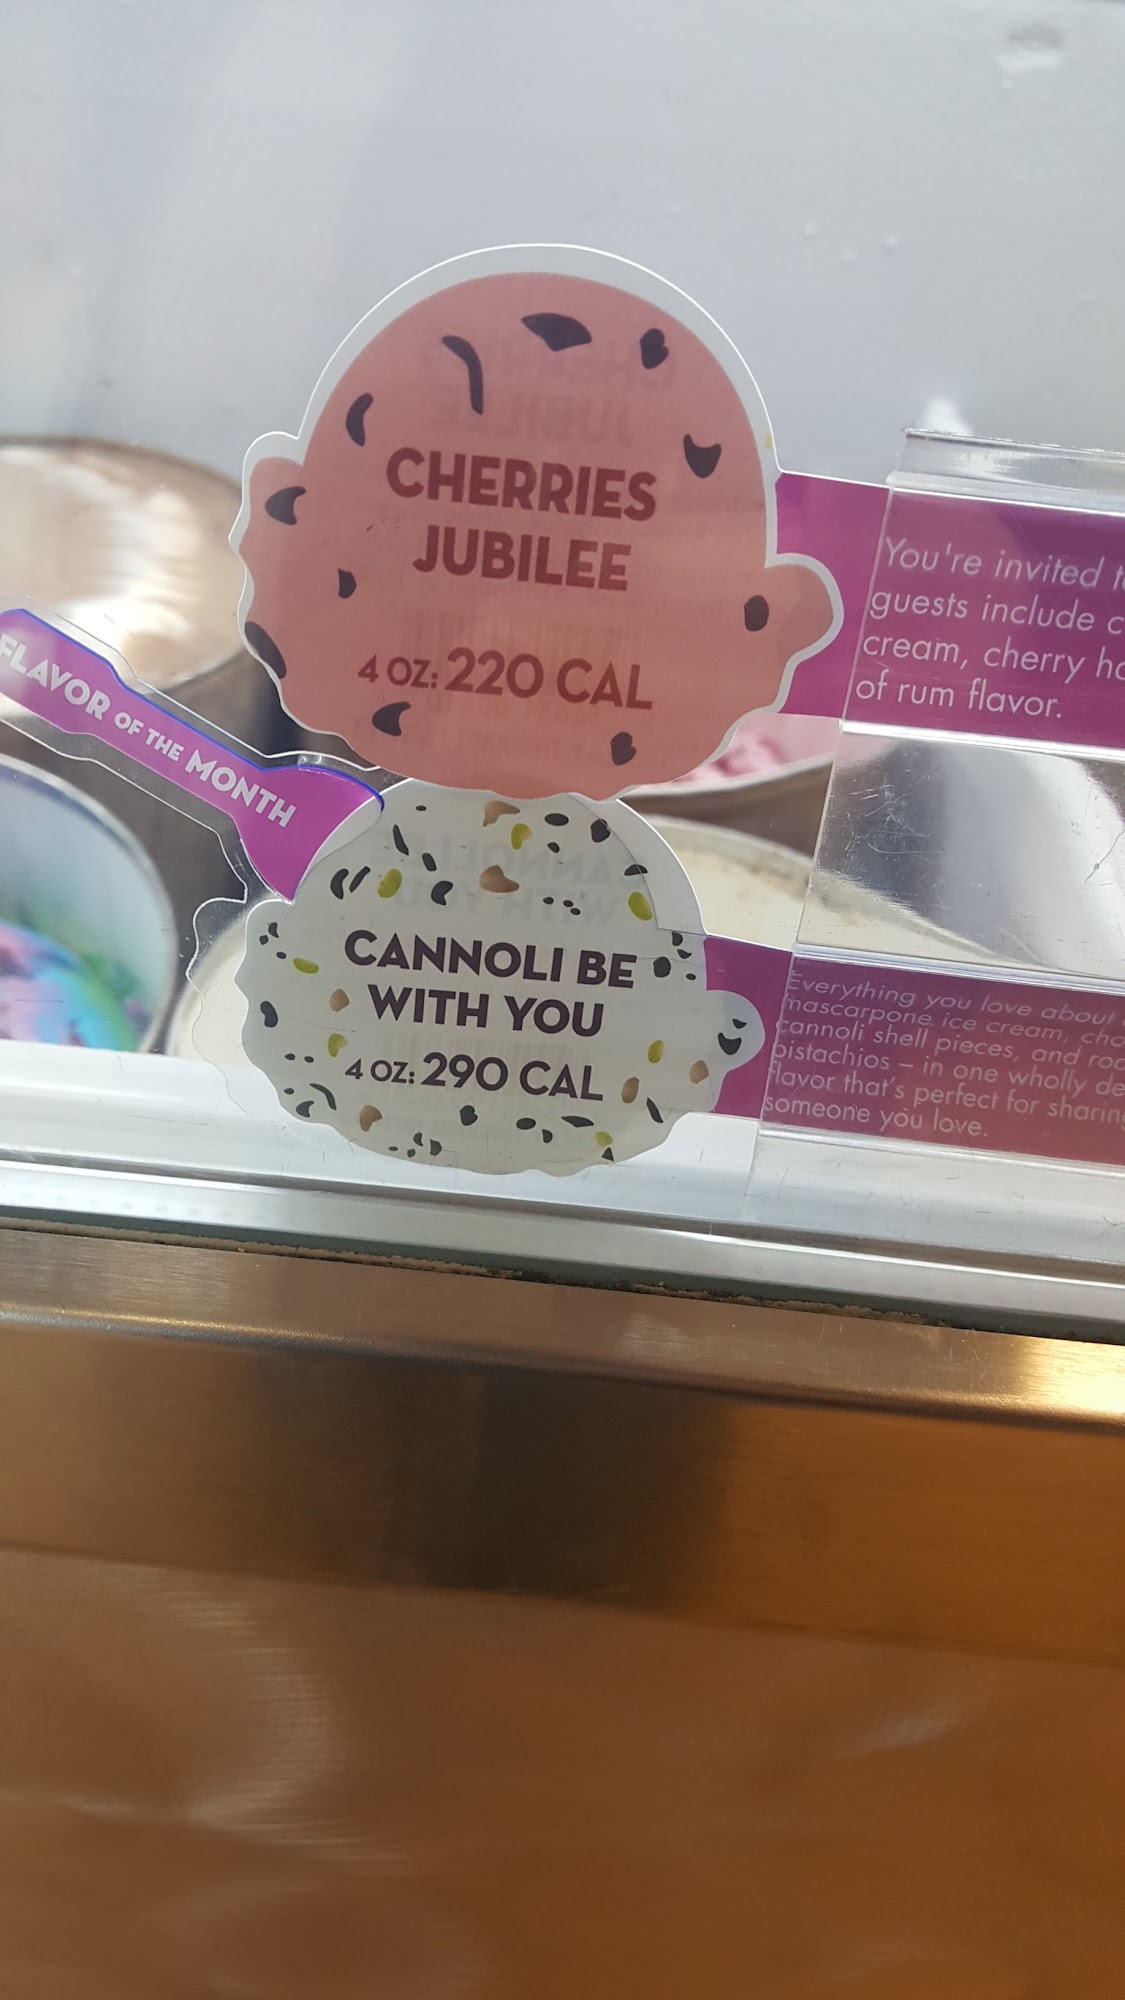 CHERRIES
JUBILEE
4 OZ: 220 CAL
You're invited
guests include
cream, cherry
of rum flavor.
FLAVOR OF THE MONTH
CANNOLI BE
WITH YOU
4 OZ: 290 CAL
Everything you love about
mascarpone ice cream,
cannoli shell pieces, and
pistachios – in one wholly
flavor that's perfect for
someone you love.